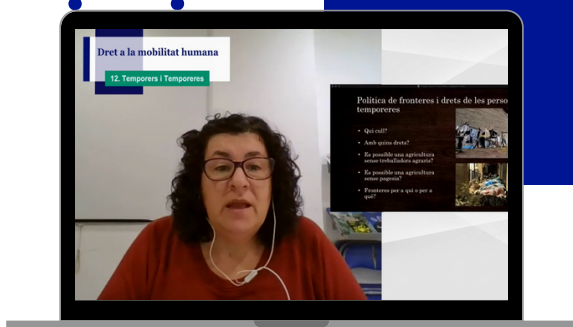 Dret a la mobilitat humana
12. Temporers i Temporeres
Política de fronteres i drets de les perso
temporeres
• Qui cull?
• Amb quins drets?
• Es possible una agricultura
sense treballadors agraris?
• Es possible una agricultura
sense pagesia?
• Fronteres per a qui o per a
què?